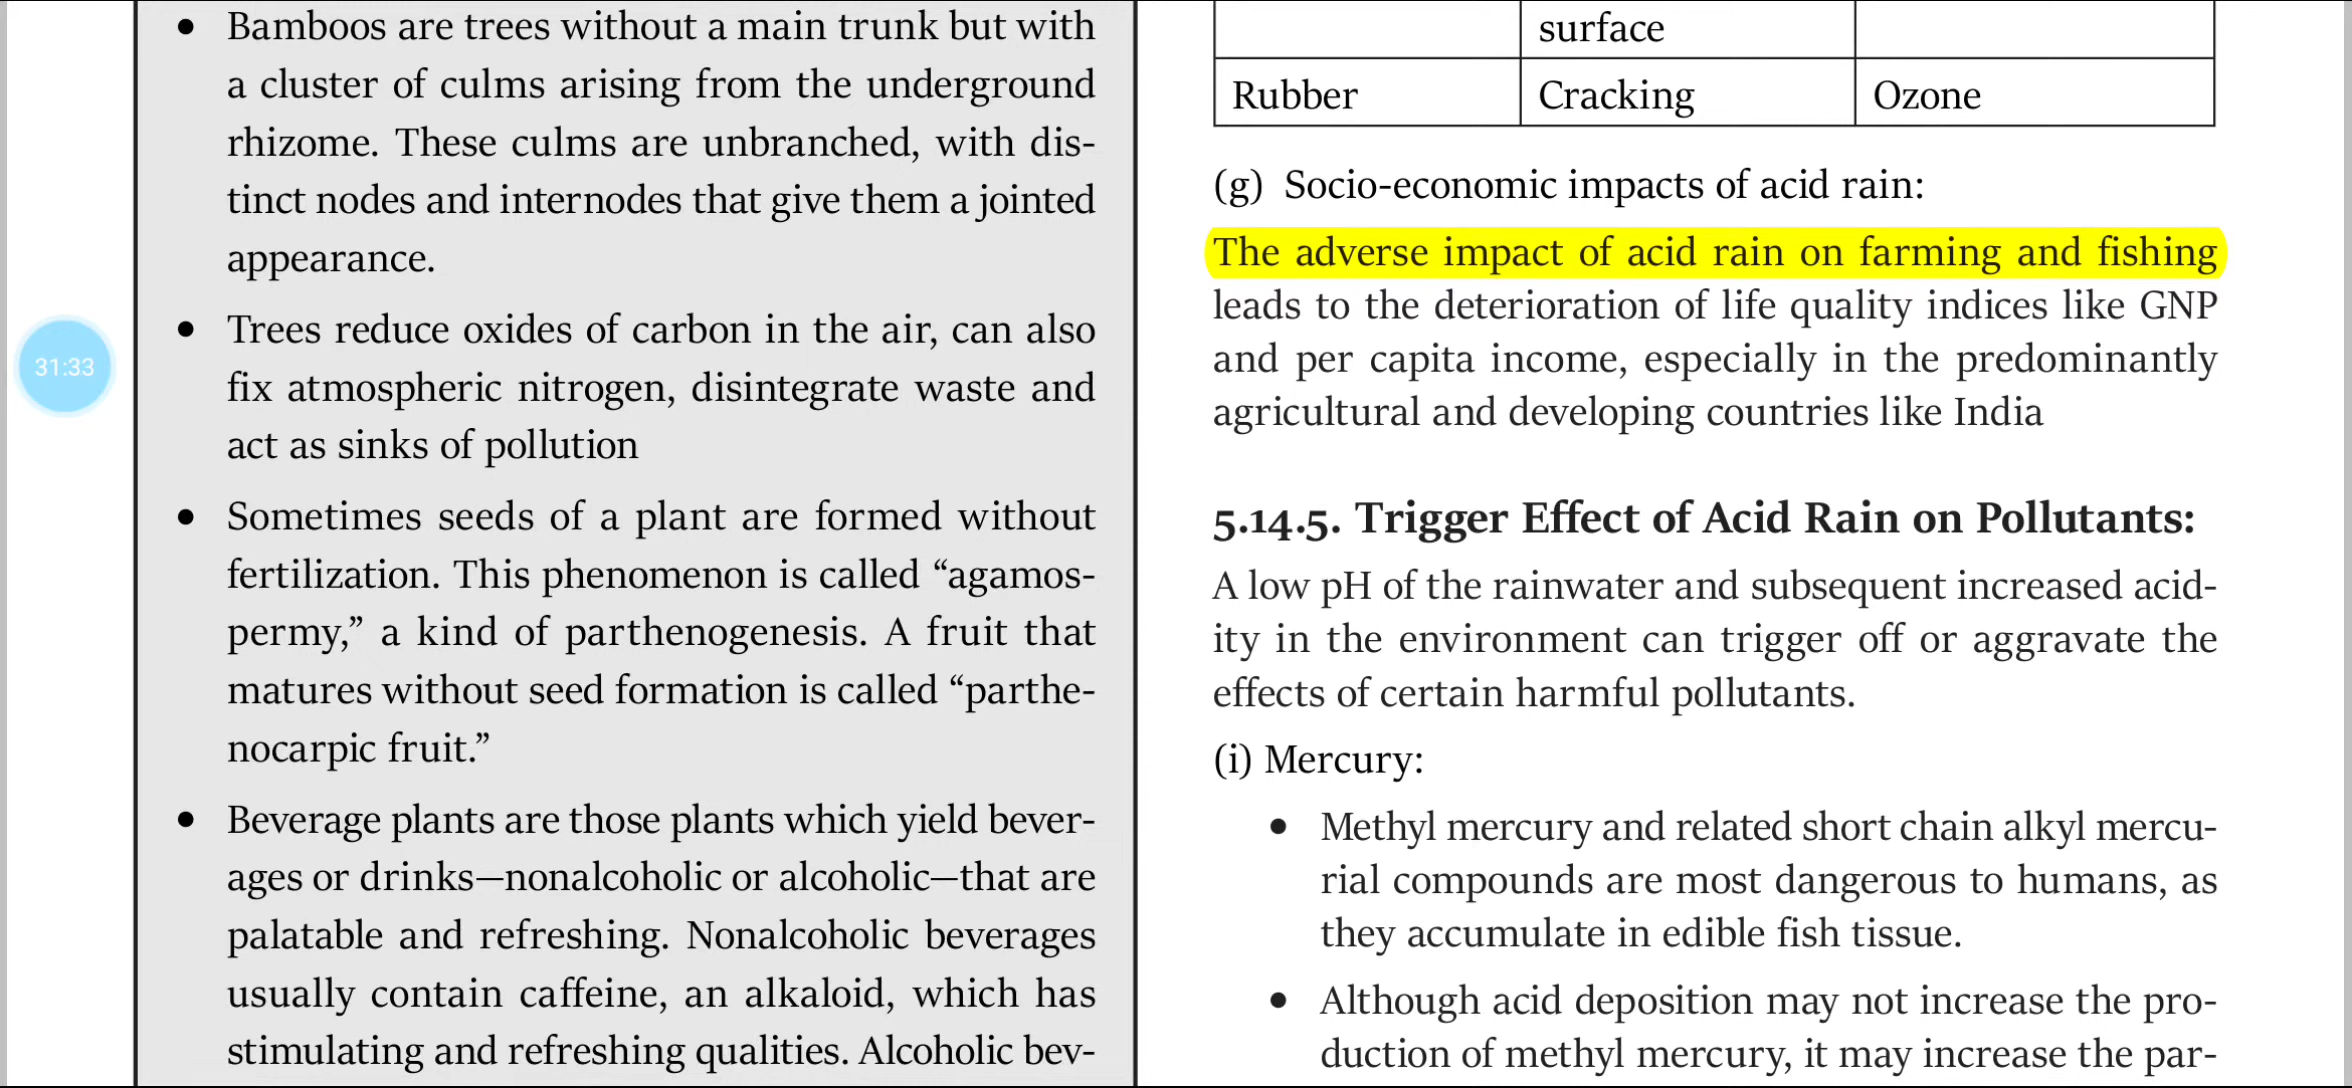 • Bamboos are trees without a main trunk but with
a cluster of culms arising from the underground
rhizome. These culms are unbranched, with dis-
tinct nodes and internodes that give them a jointed
appearance.
• Trees reduce oxides of carbon in the air, can also
fix atmospheric nitrogen, disintegrate waste and
act as sinks of pollution
• Sometimes seeds of a plant are formed without
fertilization. This phenomenon is called “agamos-
permy,” a kind of parthenogenesis. A fruit that
matures without seed formation is called “parthe-
nocarpic fruit.”
• Beverage plants are those plants which yield bever-
ages or drinks—nonalcoholic or alcoholic—that are
palatable and refreshing. Nonalcoholic beverages
usually contain caffeine, an alkaloid, which has
stimulating and refreshing qualities. Alcoholic bev-
31:33
surface
Rubber Cracking Ozone
(g) Socio-economic impacts of acid rain:
The adverse impact of acid rain on farming and fishing
leads to the deterioration of life quality indices like GNP
and per capita income, especially in the predominantly
agricultural and developing countries like India
5.14.5. Trigger Effect of Acid Rain on Pollutants:
A low pH of the rainwater and subsequent increased acid-
ity in the environment can trigger off or aggravate the
effects of certain harmful pollutants.
(i) Mercury:
• Methyl mercury and related short chain alkyl mercu-
rial compounds are most dangerous to humans, as
they accumulate in edible fish tissue.
• Although acid deposition may not increase the pro-
duction of methyl mercury, it may increase the par-